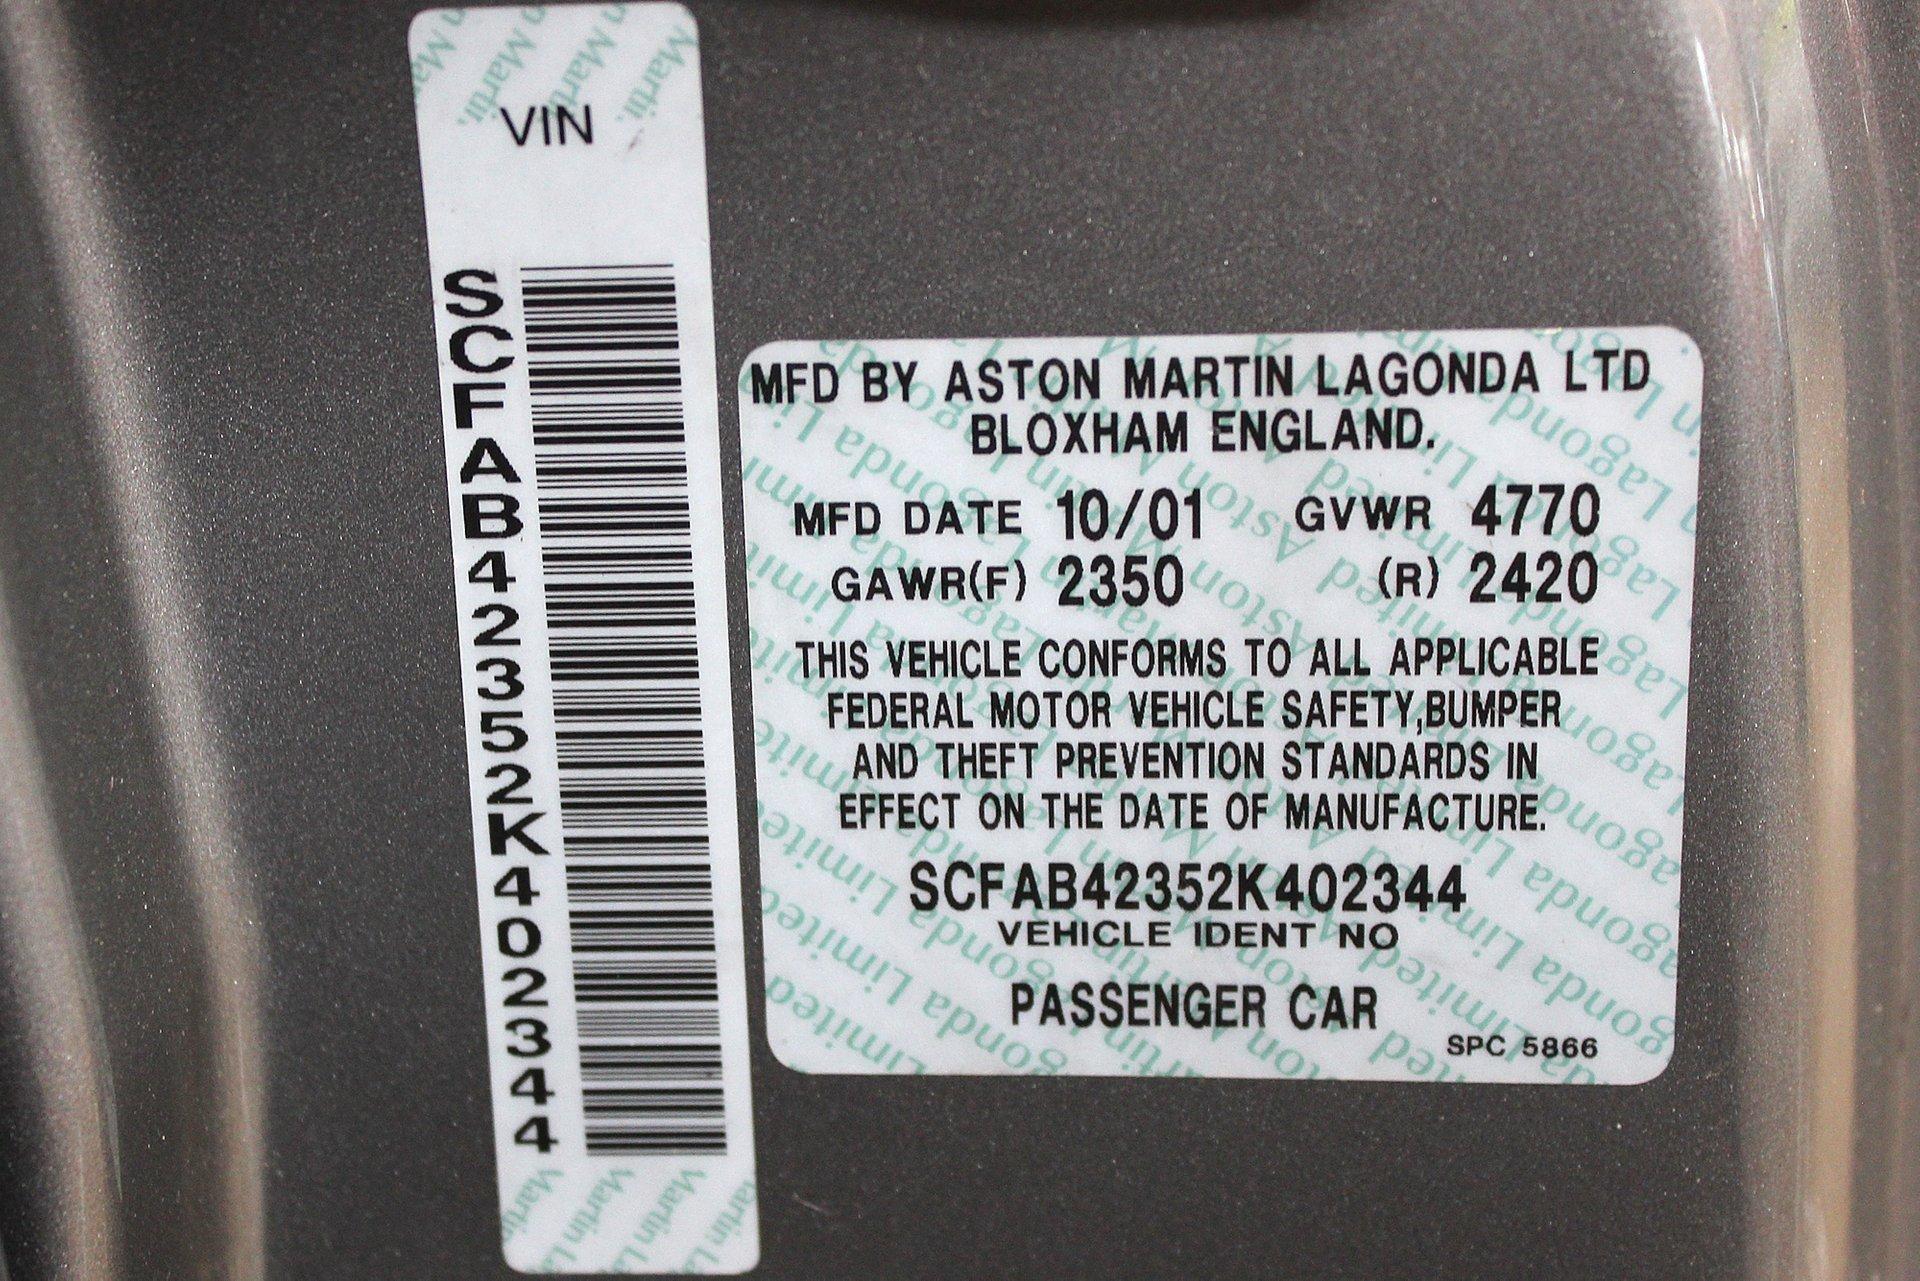 VIN
SCFAB42352K402344
MFD BY ASTON MARTIN LAGONDA LTD
BLOXHAM ENGLAND.
MFD DATE 10/01 GVWR 4770
GAWR(F) 2350 (R) 2420
THIS VEHICLE CONFORMS TO ALL APPLICABLE
FEDERAL MOTOR VEHICLE SAFETY,BUMPER
AND THEFT PREVENTION STANDARDS IN
EFFECT ON THE DATE OF MANUFACTURE.
SCFAB42352K402344
VEHICLE IDENT NO
PASSENGER CAR
SPC 5866